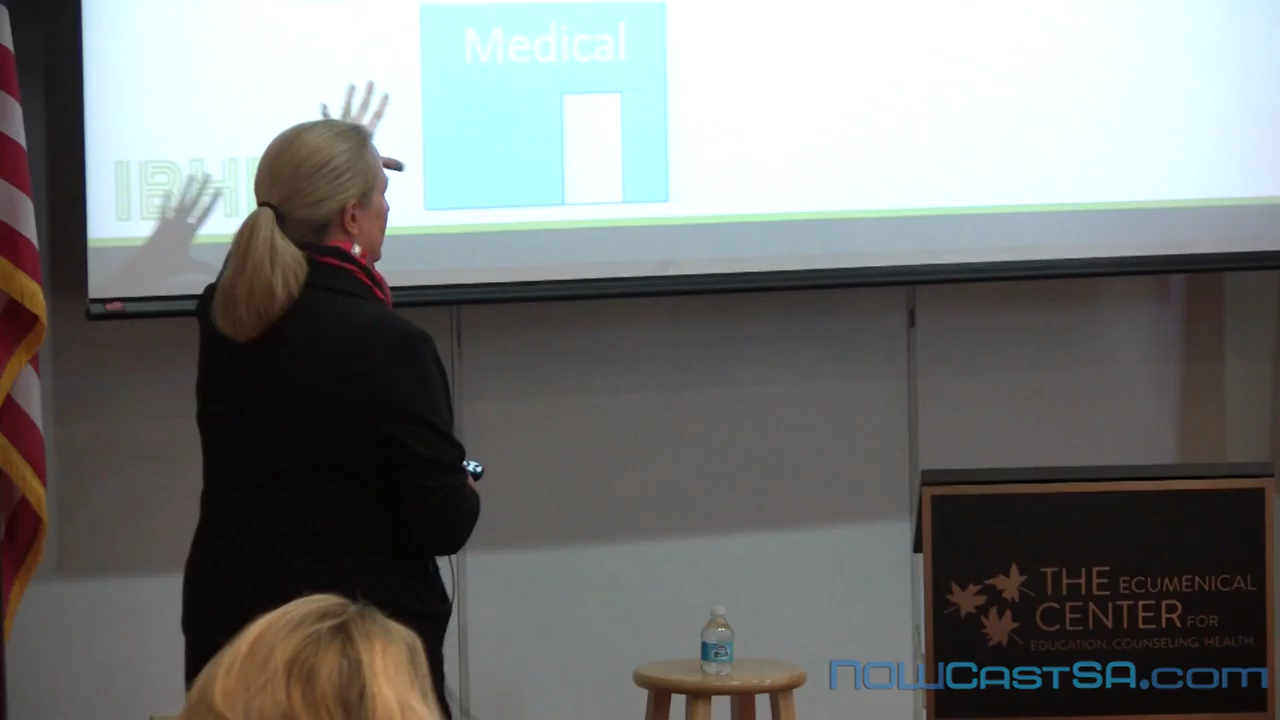 Medical
THE ECUMENICAL
CENTER FOR
EDUCATION, COUNSELING, HEALTH
NOWCASTSA.com